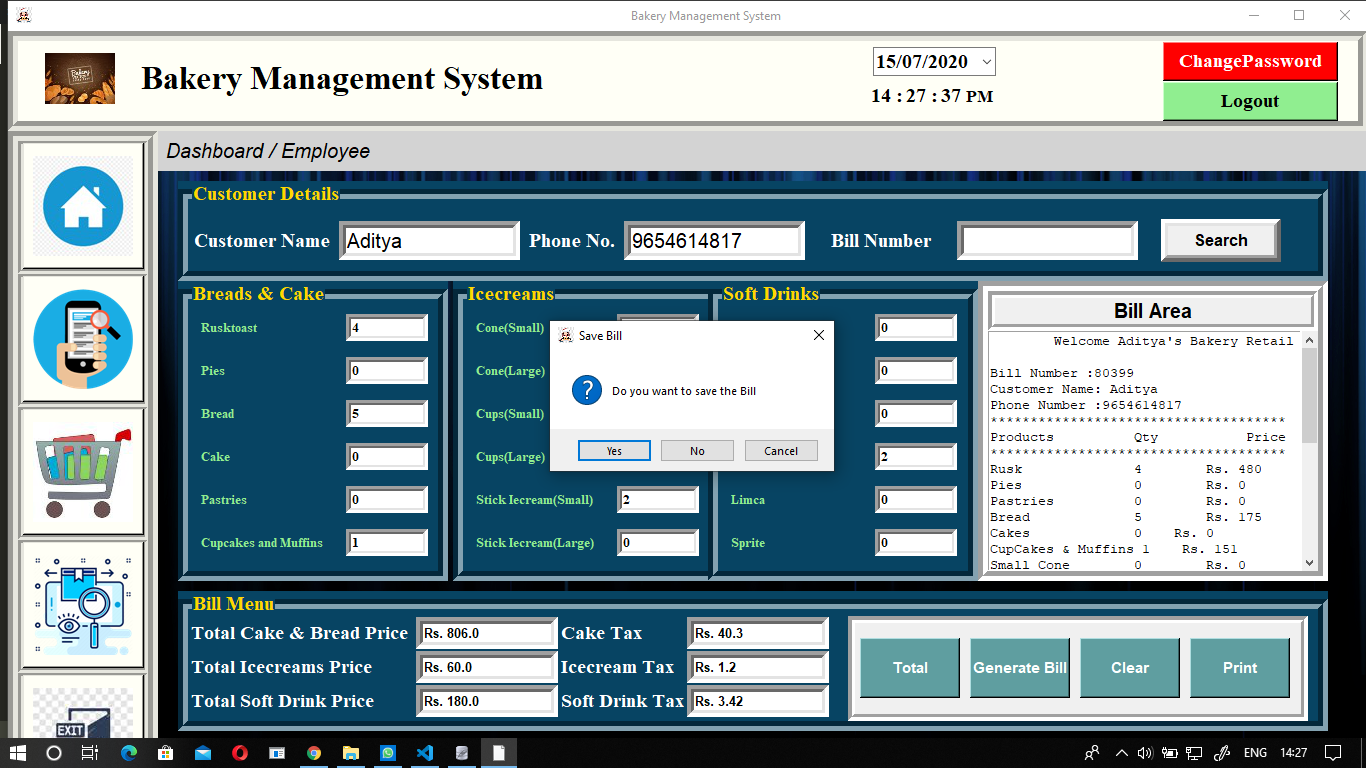 Bakery Management System
Bakery Management System
15/07/2020
14 : 27 : 37 PM
ChangePassword
Logout
Dashboard / Employee
Customer Details
Customer Name Aditya Phone No. 9654614817 Bill Number Search
Breads & Cake
Rusktoast 4
Pies 0
Bread 5
Cake 0
Pastries 0
Cupcakes and Muffins 1
Icecreams
Cone(Small)
Cone(Large)
Cups(Small)
Cups(Large)
Stick Iecream(Small) 2
Stick Iecream(Large) 0
Soft Drinks
0
0
0
2
Limca 0
Sprite 0
Save Bill
Do you want to save the Bill
Yes No Cancel
Bill Area
Welcome Aditya's Bakery Retail
Bill Number :80399
Customer Name: Aditya
Phone Number :9654614817
*************************************
Products Qty Price
*************************************
Rusk 4 Rs. 480
Pies 0 Rs. 0
Pastries 0 Rs. 0
Bread 5 Rs. 175
Cakes 0 Rs. 0
CupCakes & Muffins 1 Rs. 151
Small Cone 0 Rs. 0
Bill Menu
Total Cake & Bread Price Rs. 806.0 Cake Tax Rs. 40.3
Total Icecreams Price Rs. 60.0 Icecream Tax Rs. 1.2
Total Soft Drink Price Rs. 180.0 Soft Drink Tax Rs. 3.42
Total Generate Bill Clear Print
EXIT
ENG 14:27